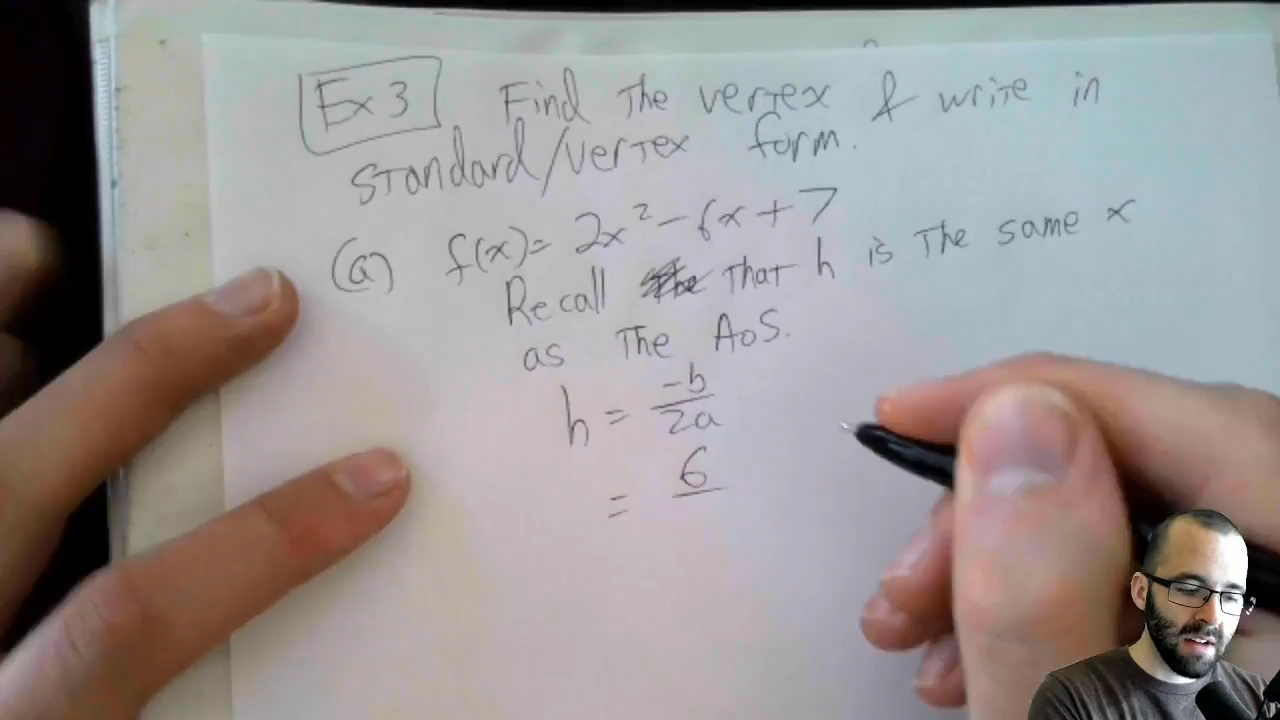 Ex 3 Find The vertex & write in
standard/vertex form.
(a) f(x)= 2x² - 6x + 7
Recall That h is The same x
as The AoS.
h = -b/2a
= 6